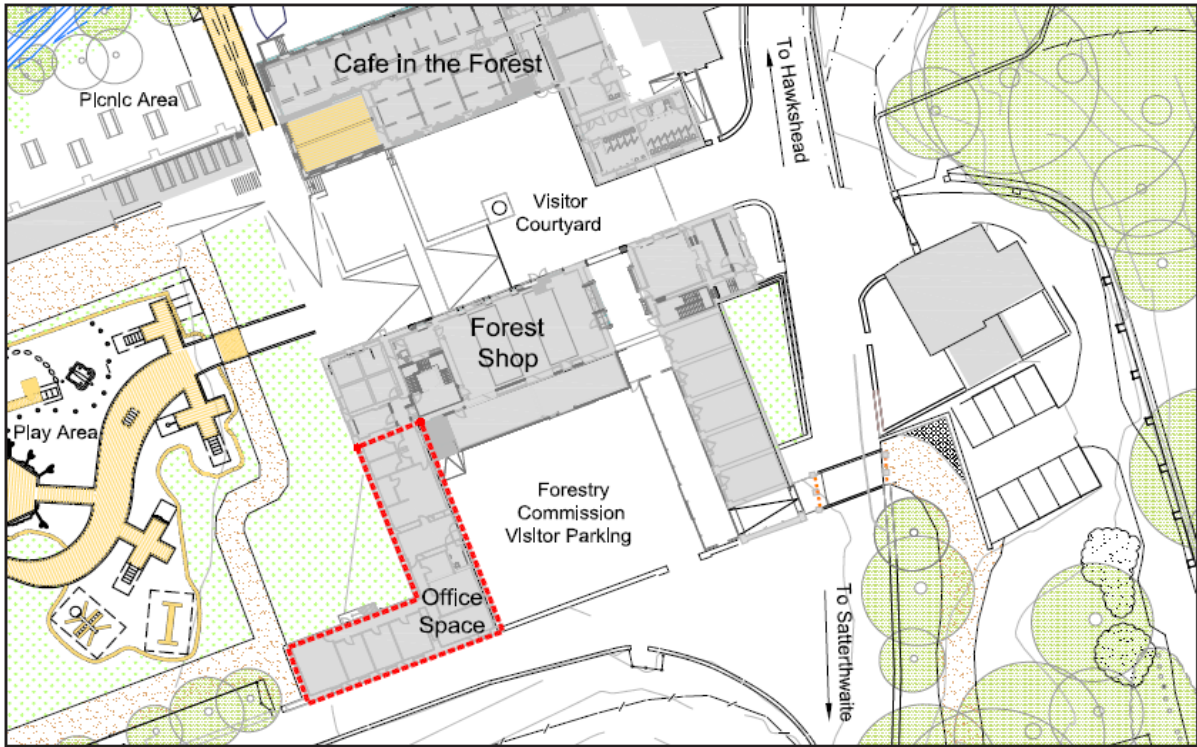 Cafe in the Forest
Picnic Area
To Hawkshead
Visitor
Courtyard
Forest
Shop
Play Area
Forestry
Commission
Visitor Parking
Office
Space
To Satterthwaite